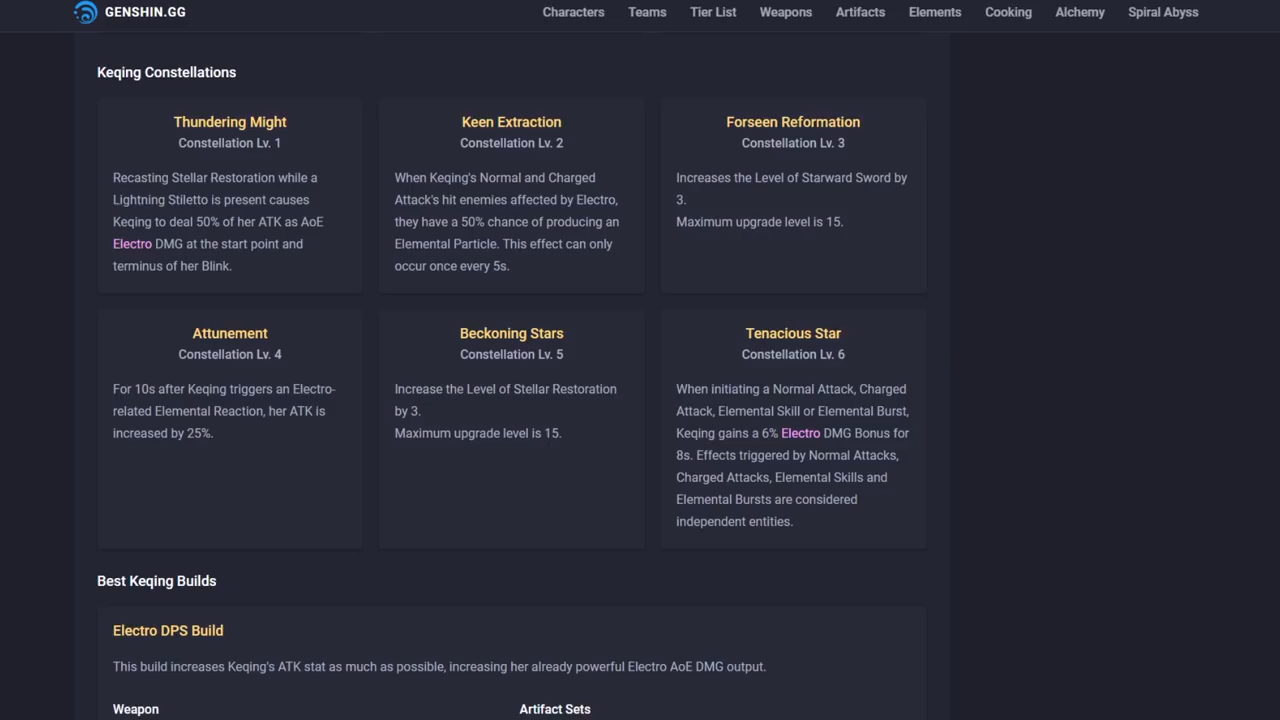 GENSHIN.GG
Characters Teams Tier List Weapons Artifacts Elements Cooking Alchemy Spiral Abyss
Keqing Constellations
Thundering Might
Constellation Lv. 1
Recasting Stellar Restoration while a
Lightning Stiletto is present causes
Keqing to deal 50% of her ATK as AoE
Electro DMG at the start point and
terminus of her Blink.
Keen Extraction
Constellation Lv. 2
When Keqing's Normal and Charged
Attack's hit enemies affected by Electro,
they have a 50% chance of producing an
Elemental Particle. This effect can only
occur once every 5s.
Forseen Reformation
Constellation Lv. 3
Increases the Level of Starward Sword by
3.
Maximum upgrade level is 15.
Attunement
Constellation Lv. 4
For 10s after Keqing triggers an Electro-
related Elemental Reaction, her ATK is
increased by 25%.
Beckoning Stars
Constellation Lv. 5
Increase the Level of Stellar Restoration
by 3.
Maximum upgrade level is 15.
Tenacious Star
Constellation Lv. 6
When initiating a Normal Attack, Charged
Attack, Elemental Skill or Elemental Burst,
Keqing gains a 6% Electro DMG Bonus for
8s. Effects triggered by Normal Attacks,
Charged Attacks, Elemental Skills and
Elemental Bursts are considered
independent entities.
Best Keqing Builds
Electro DPS Build
This build increases Keqing's ATK stat as much as possible, increasing her already powerful Electro AoE DMG output.
Weapon Artifact Sets